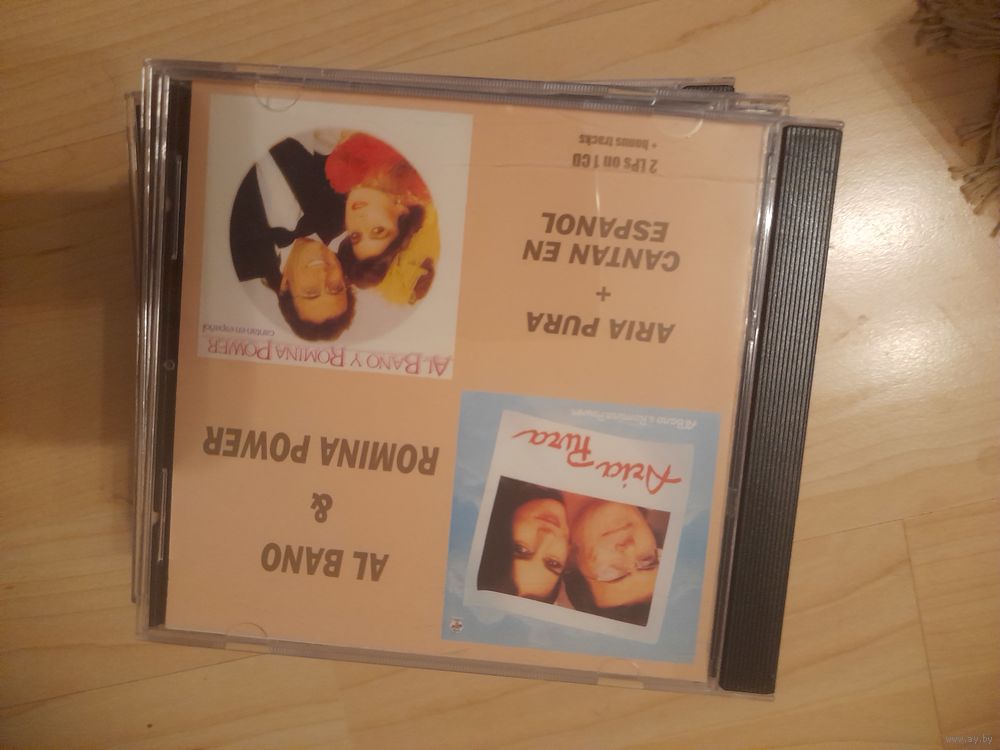 AL BANO
&
ROMINA POWER
Aria
Pura
Al Bano & Romina Power
AL BANO Y ROMINA POWER
cantan en español
ARIA PURA
+
CANTAN EN
ESPANOL
2 LPs on 1 CD
+ bonus tracks
www.ay.by